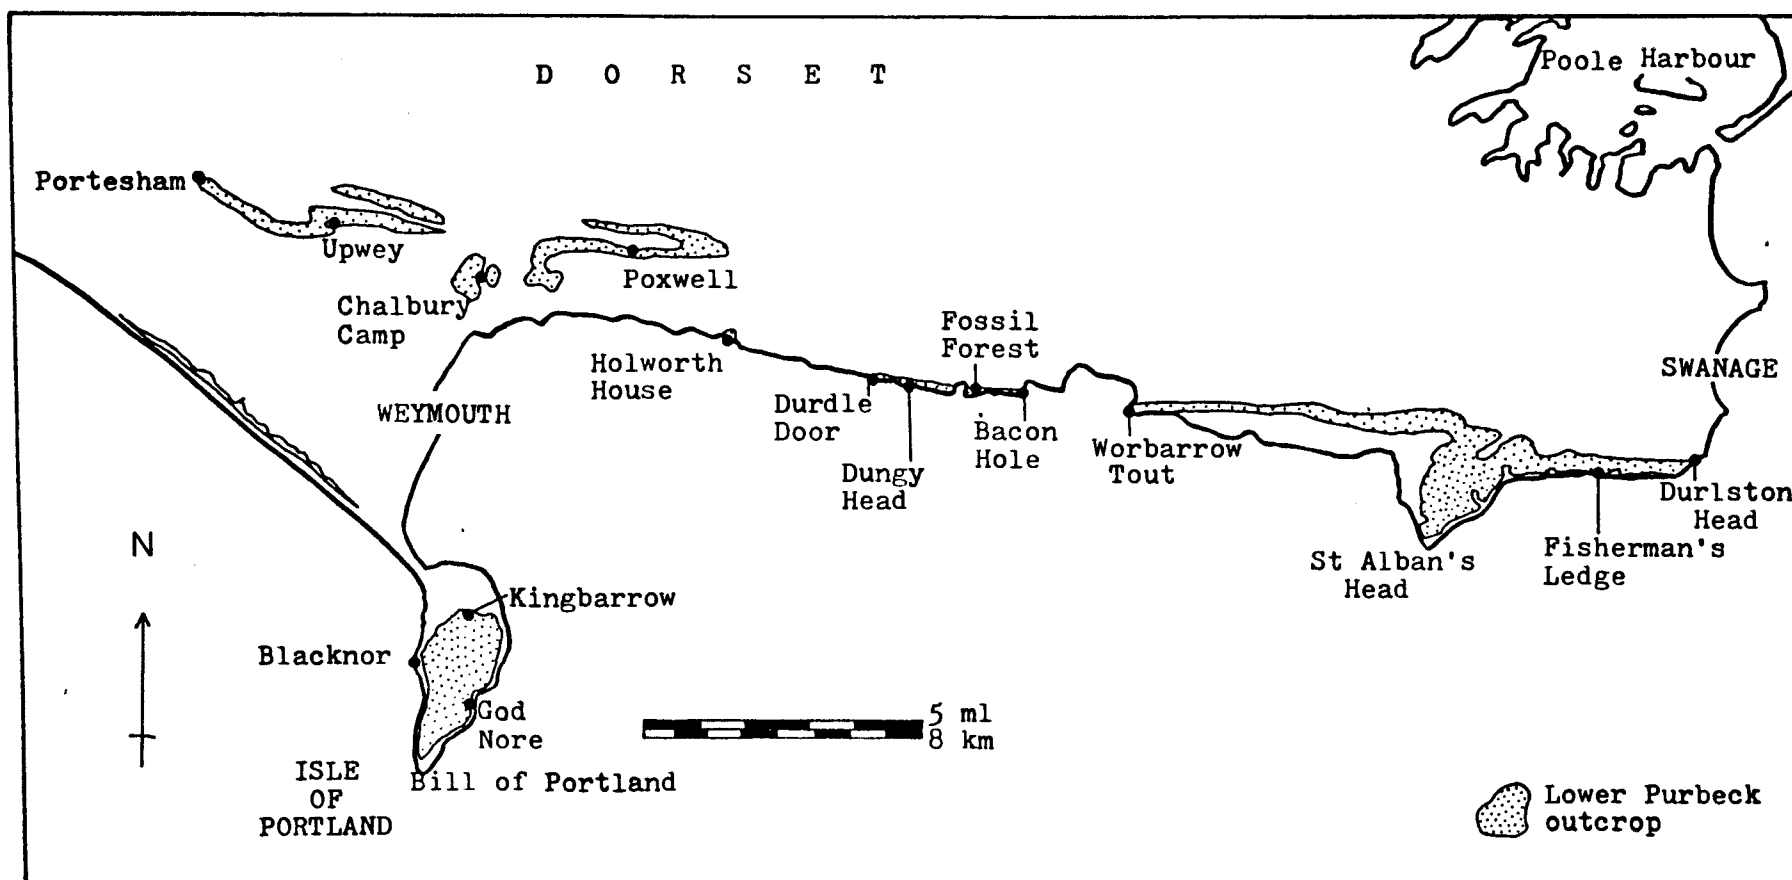 D O R S E T
Poole Harbour
Portesham
Upwey
Poxwell
Chalbury
Camp
Fossil
Forest
Holworth
House
SWANAGE
WEYMOUTH
Durdle
Door
Bacon
Hole
Worbarrow
Tout
Dungy
Head
Durlston
Head
St Alban's
Head
Fisherman's
Ledge
N
Kingbarrow
Blacknor
God
Nore
5 ml
8 km
ISLE
OF
PORTLAND
Bill of Portland
Lower Purbeck
outcrop